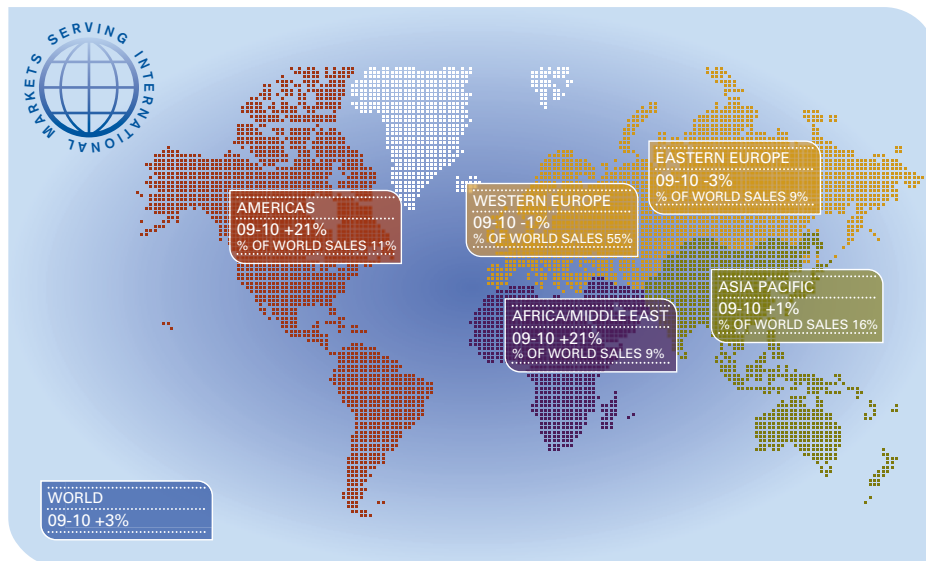 MARKETS SERVING INTERNATIONAL
EASTERN EUROPE
09-10 -3%
% OF WORLD SALES 9%
AMERICAS
09-10 +21%
% OF WORLD SALES 11%
WESTERN EUROPE
09-10 -1%
% OF WORLD SALES 55%
ASIA PACIFIC
09-10 +1%
% OF WORLD SALES 16%
AFRICA/MIDDLE EAST
09-10 +21%
% OF WORLD SALES 9%
WORLD
09-10 +3%